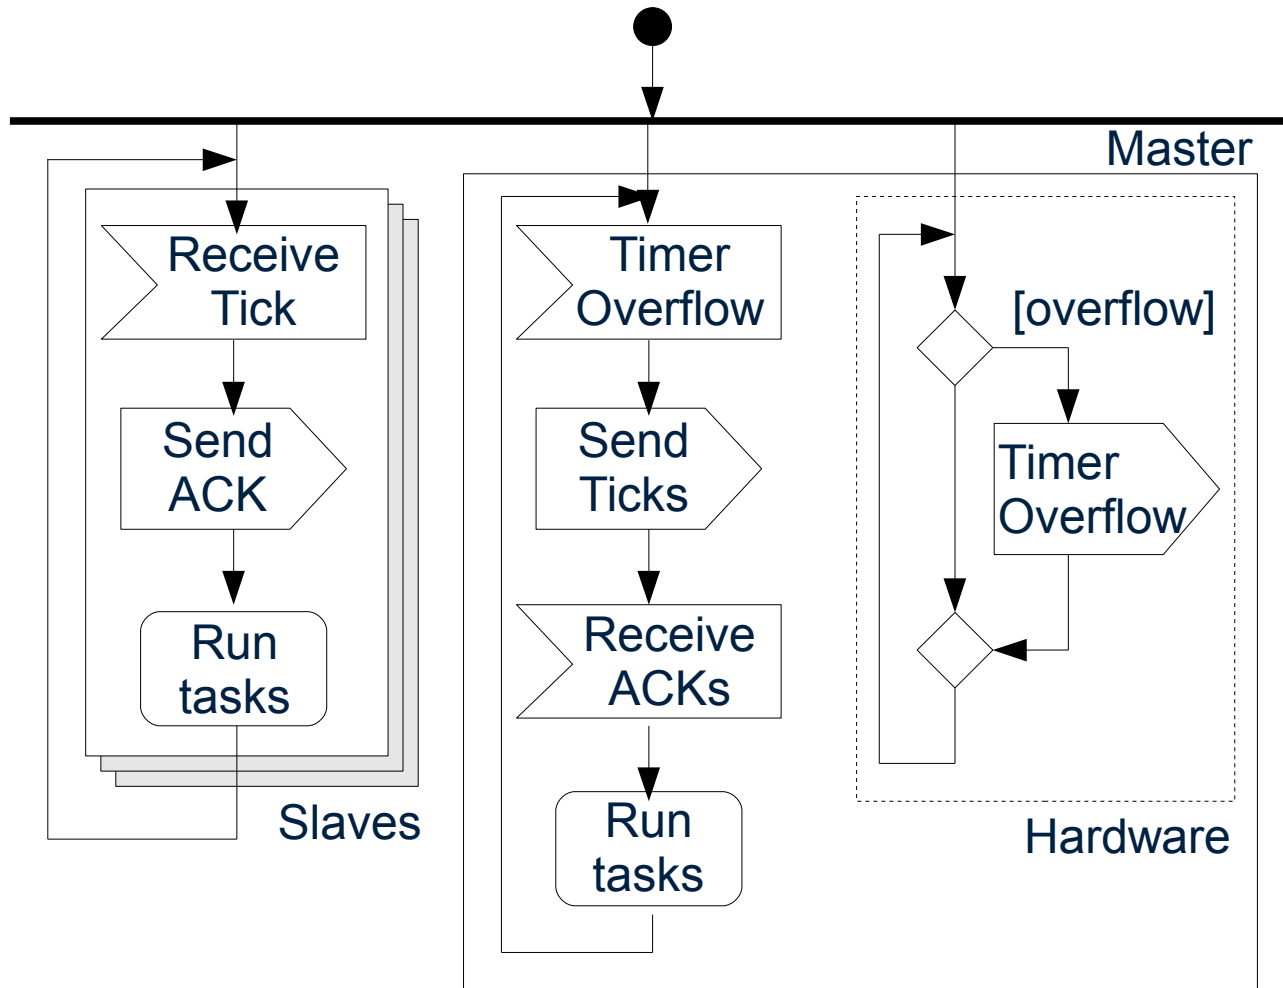 Master
Receive
Tick
Send
ACK
Run
tasks
Slaves
Timer
Overflow
Send
Ticks
Receive
ACKs
Run
tasks
[overflow]
Timer
Overflow
Hardware